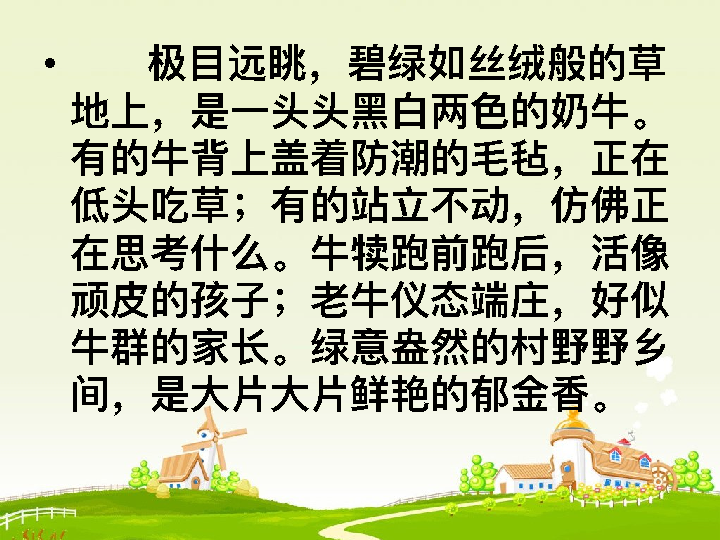 • 极目远眺，碧绿如丝绒般的草
地上，是一头头黑白两色的奶牛。
有的牛背上盖着防潮的毛毡，正在
低头吃草；有的站立不动，仿佛正
在思考什么。牛犊跑前跑后，活像
顽皮的孩子；老牛仪态端庄，好似
牛群的家长。绿意盎然的村野野乡
间，是大片大片鲜艳的郁金香。